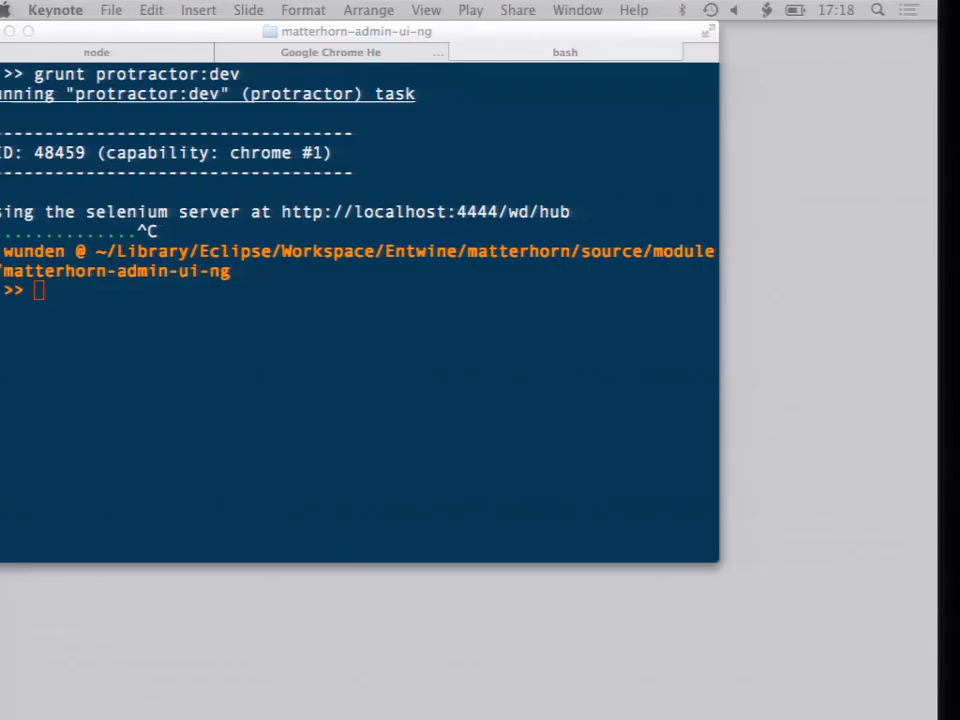 Keynote File Edit Insert Slide Format Arrange View Play Share Window Help 17:18
matterhorn-admin-ui-ng
node Google Chrome He ... bash
>> grunt protractor:dev
unning "protractor:dev" (protractor) task
------------------------------------
ID: 48459 (capability: chrome #1)
------------------------------------
sing the selenium server at http://localhost:4444/wd/hub
.............^C
wunden @ ~/Library/Eclipse/Workspace/Entwine/matterhorn/source/module
/matterhorn-admin-ui-ng
>>